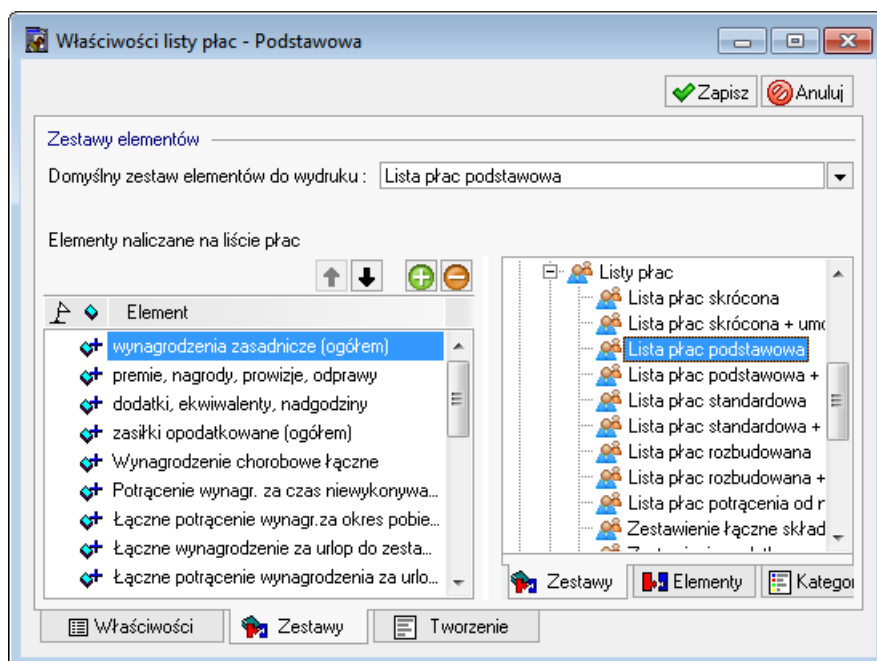 Właściwości listy płac - Podstawowa
Zapisz
Anuluj
Zestawy elementów
Domyślny zestaw elementów do wydruku :
Lista płac podstawowa
Elementy naliczane na liście płac
Element
wynagrodzenia zasadnicze (ogółem)
premie, nagrody, prowizje, odprawy
dodatki, ekwiwalenty, nadgodziny
zasiłki opodatkowane (ogółem)
Wynagrodzenie chorobowe łączne
Potrącenie wynagr. za czas niewykonywa...
Łączne potrącenie wynagr.za okres pobie...
Łączne wynagrodzenie za urlop do zesta...
Łączne potrącenie wynagrodzenia za urlo...
Listy płac
Lista płac skrócona
Lista płac skrócona + umo
Lista płac podstawowa
Lista płac podstawowa +
Lista płac standardowa
Lista płac standardowa +
Lista płac rozbudowana
Lista płac rozbudowana +
Lista płac potrącenia od r
Zestawienie łączne skład
Zestawy
Elementy
Kategor
Właściwości
Zestawy
Tworzenie